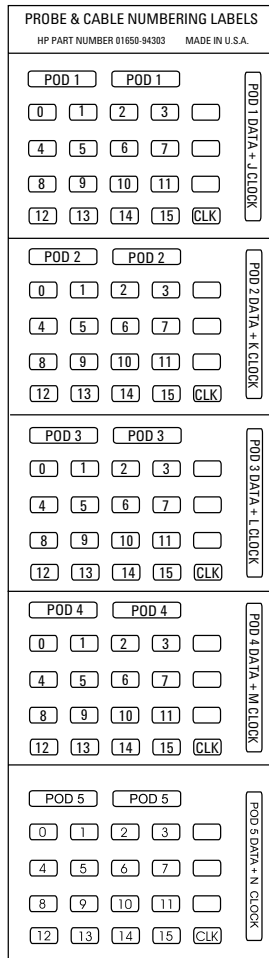 PROBE & CABLE NUMBERING LABELS
HP PART NUMBER 01650-94303 MADE IN U.S.A.
POD 1 POD 1
0 1 2 3
4 5 6 7
8 9 10 11
12 13 14 15 CLK
POD 1 DATA + J CLOCK
POD 2 POD 2
0 1 2 3
4 5 6 7
8 9 10 11
12 13 14 15 CLK
POD 2 DATA + K CLOCK
POD 3 POD 3
0 1 2 3
4 5 6 7
8 9 10 11
12 13 14 15 CLK
POD 3 DATA + L CLOCK
POD 4 POD 4
0 1 2 3
4 5 6 7
8 9 10 11
12 13 14 15 CLK
POD 4 DATA + M CLOCK
POD 5 POD 5
0 1 2 3
4 5 6 7
8 9 10 11
12 13 14 15 CLK
POD 5 DATA + N CLOCK